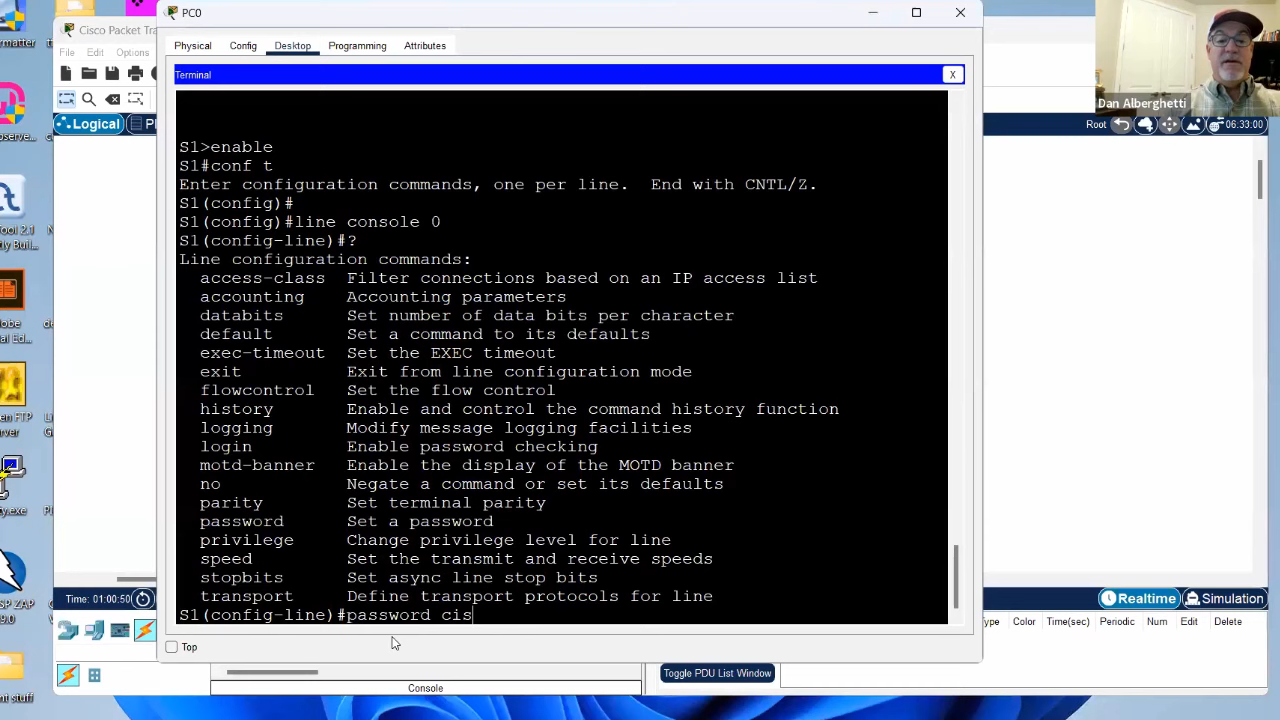 PC0
Cisco Packet Tra
File Edit Options
Physical Config Desktop Programming Attributes
Terminal
X
Dan Alberghetti
Logical
Root
06:33:00
S1>enable
S1#conf t
Enter configuration commands, one per line.  End with CNTL/Z.
S1(config)#
S1(config)#line console 0
S1(config-line)#?
Line configuration commands:
access-class  Filter connections based on an IP access list
accounting  Accounting parameters
databits  Set number of data bits per character
default  Set a command to its defaults
exec-timeout  Set the EXEC timeout
exit  Exit from line configuration mode
flowcontrol  Set the flow control
history  Enable and control the command history function
logging  Modify message logging facilities
login  Enable password checking
motd-banner  Enable the display of the MOTD banner
no  Negate a command or set its defaults
parity  Set terminal parity
password  Set a password
privilege  Change privilege level for line
speed  Set the transmit and receive speeds
stopbits  Set async line stop bits
transport  Define transport protocols for line
S1(config-line)#password cis
Time: 01:00:50
Realtime Simulation
Top
Type Color Time(sec) Periodic Num Edit Delete
Toggle PDU List Window
Console